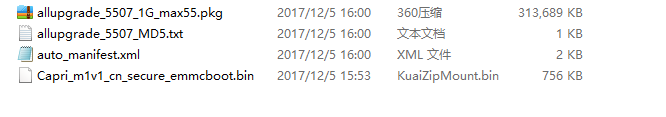 allupgrade_5507_1G_max55.pkg 2017/12/5 16:00 360压缩 313,689 KB
allupgrade_5507_MD5.txt 2017/12/5 16:00 文本文档 1 KB
auto_manifest.xml 2017/12/5 16:00 XML 文件 2 KB
Capri_m1v1_cn_secure_emmcboot.bin 2017/12/5 15:53 KuaiZipMount.bin 756 KB